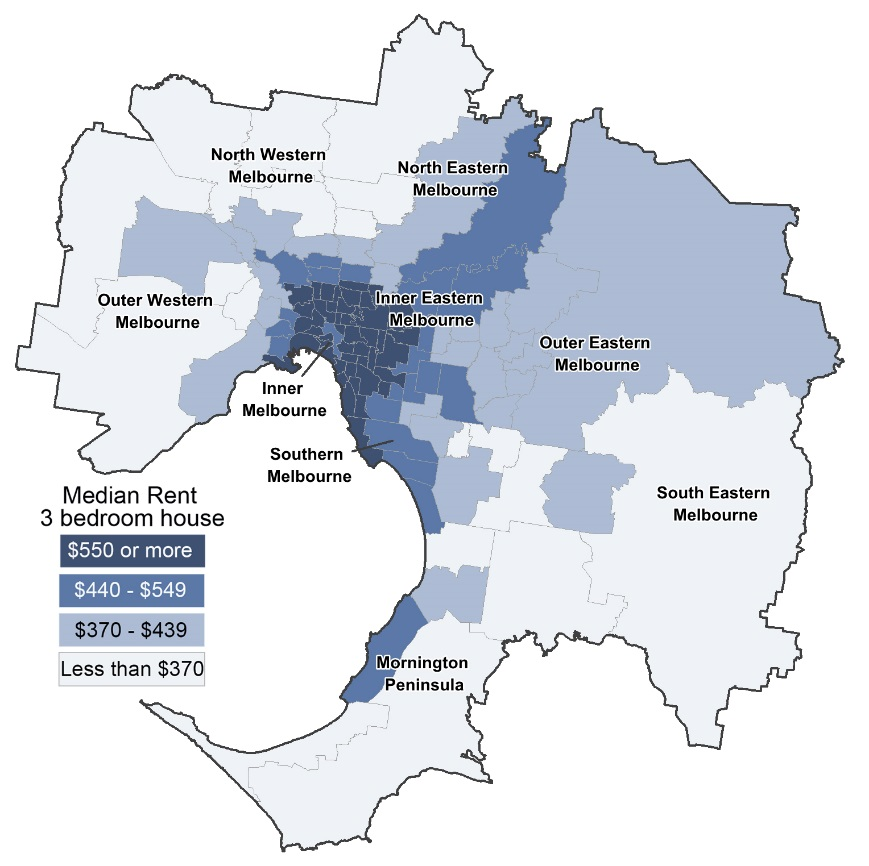 North Western
Melbourne
North Eastern
Melbourne
Outer Western
Melbourne
Inner Eastern
Melbourne
Outer Eastern
Melbourne
Inner
Melbourne
Southern
Melbourne
South Eastern
Melbourne
Mornington
Peninsula
Median Rent
3 bedroom house
$550 or more
$440 - $549
$370 - $439
Less than $370